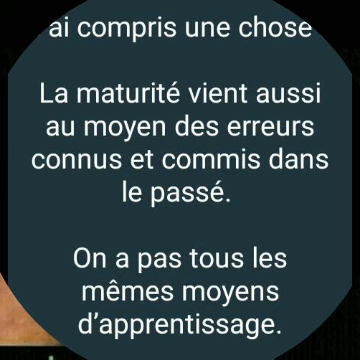 ai compris une chose
La maturité vient aussi
au moyen des erreurs
connus et commis dans
le passé.
On a pas tous les
mêmes moyens
d’apprentissage.